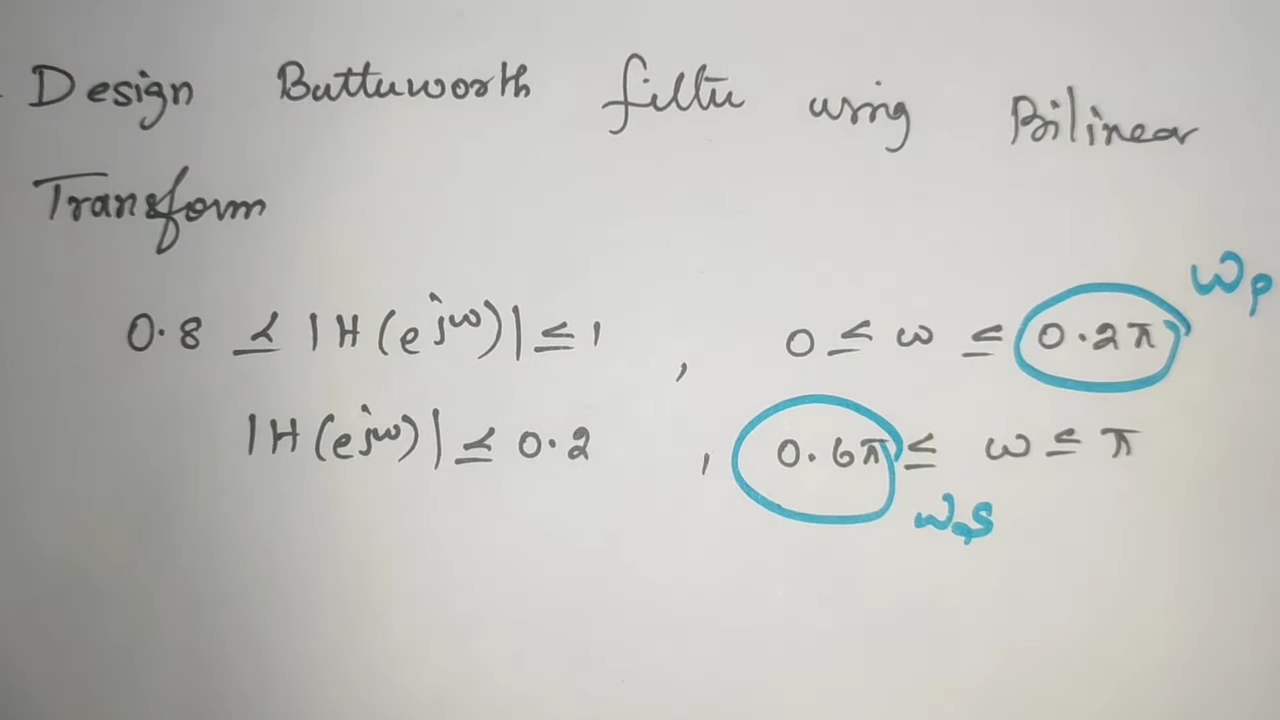 Design Butterworth filter using Bilinear
Transform
0.8 ≤ |H(e^jω)| ≤ 1 , 0 ≤ ω ≤ 0.2π ωp
|H(e^jω)| ≤ 0.2 , 0.6π ≤ ω ≤ π
ωs